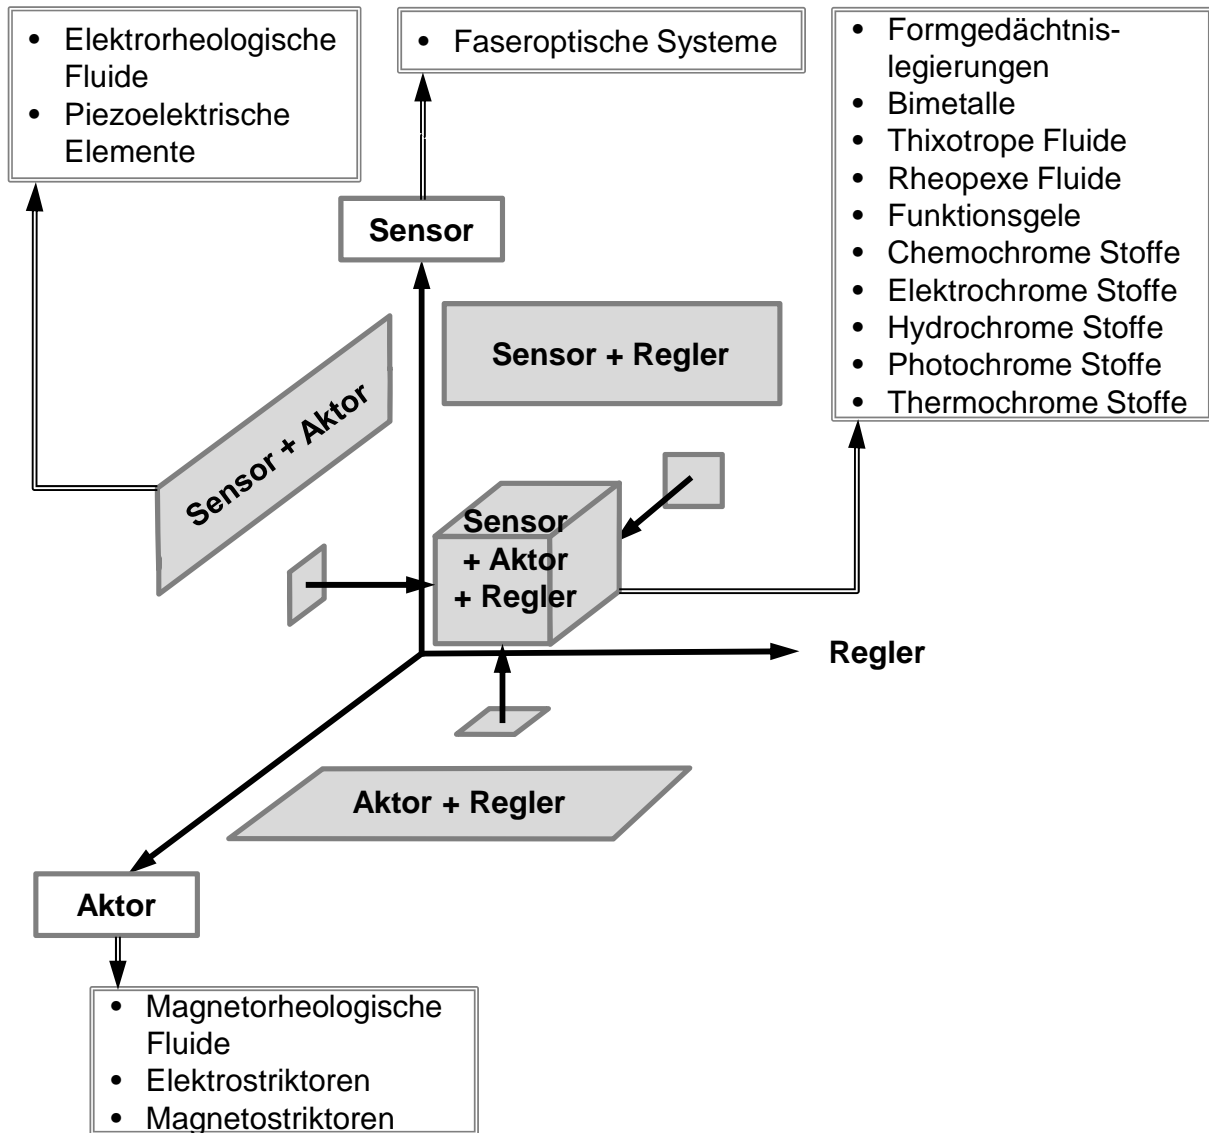 • Elektrorheologische
Fluide
• Piezoelektrische
Elemente
• Faseroptische Systeme
• Formgedächtnis-
legierungen
• Bimetalle
• Thixotrope Fluide
• Rheopexe Fluide
• Funktionsgele
• Chemochrome Stoffe
• Elektrochrome Stoffe
• Hydrochrome Stoffe
• Photochrome Stoffe
• Thermochrome Stoffe
Sensor
Sensor + Regler
Sensor + Aktor
Sensor
+ Aktor
+ Regler
Regler
Aktor + Regler
Aktor
• Magnetorheologische
Fluide
• Elektrostriktoren
• Magnetostriktoren